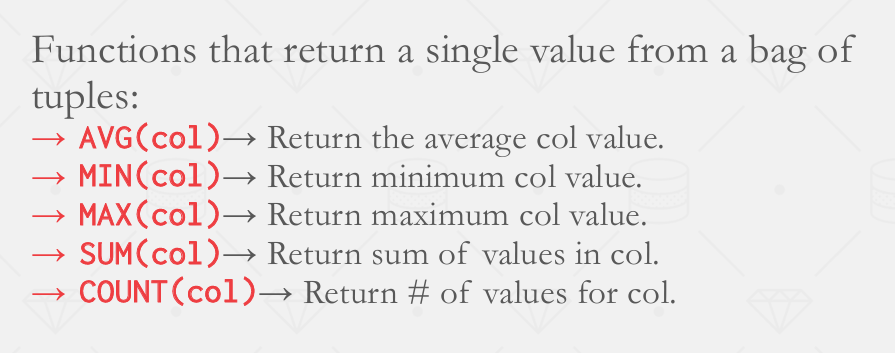 Functions that return a single value from a bag of
tuples:
→ AVG(col)→ Return the average col value.
→ MIN(col)→ Return minimum col value.
→ MAX(col)→ Return maximum col value.
→ SUM(col)→ Return sum of values in col.
→ COUNT(col)→ Return # of values for col.